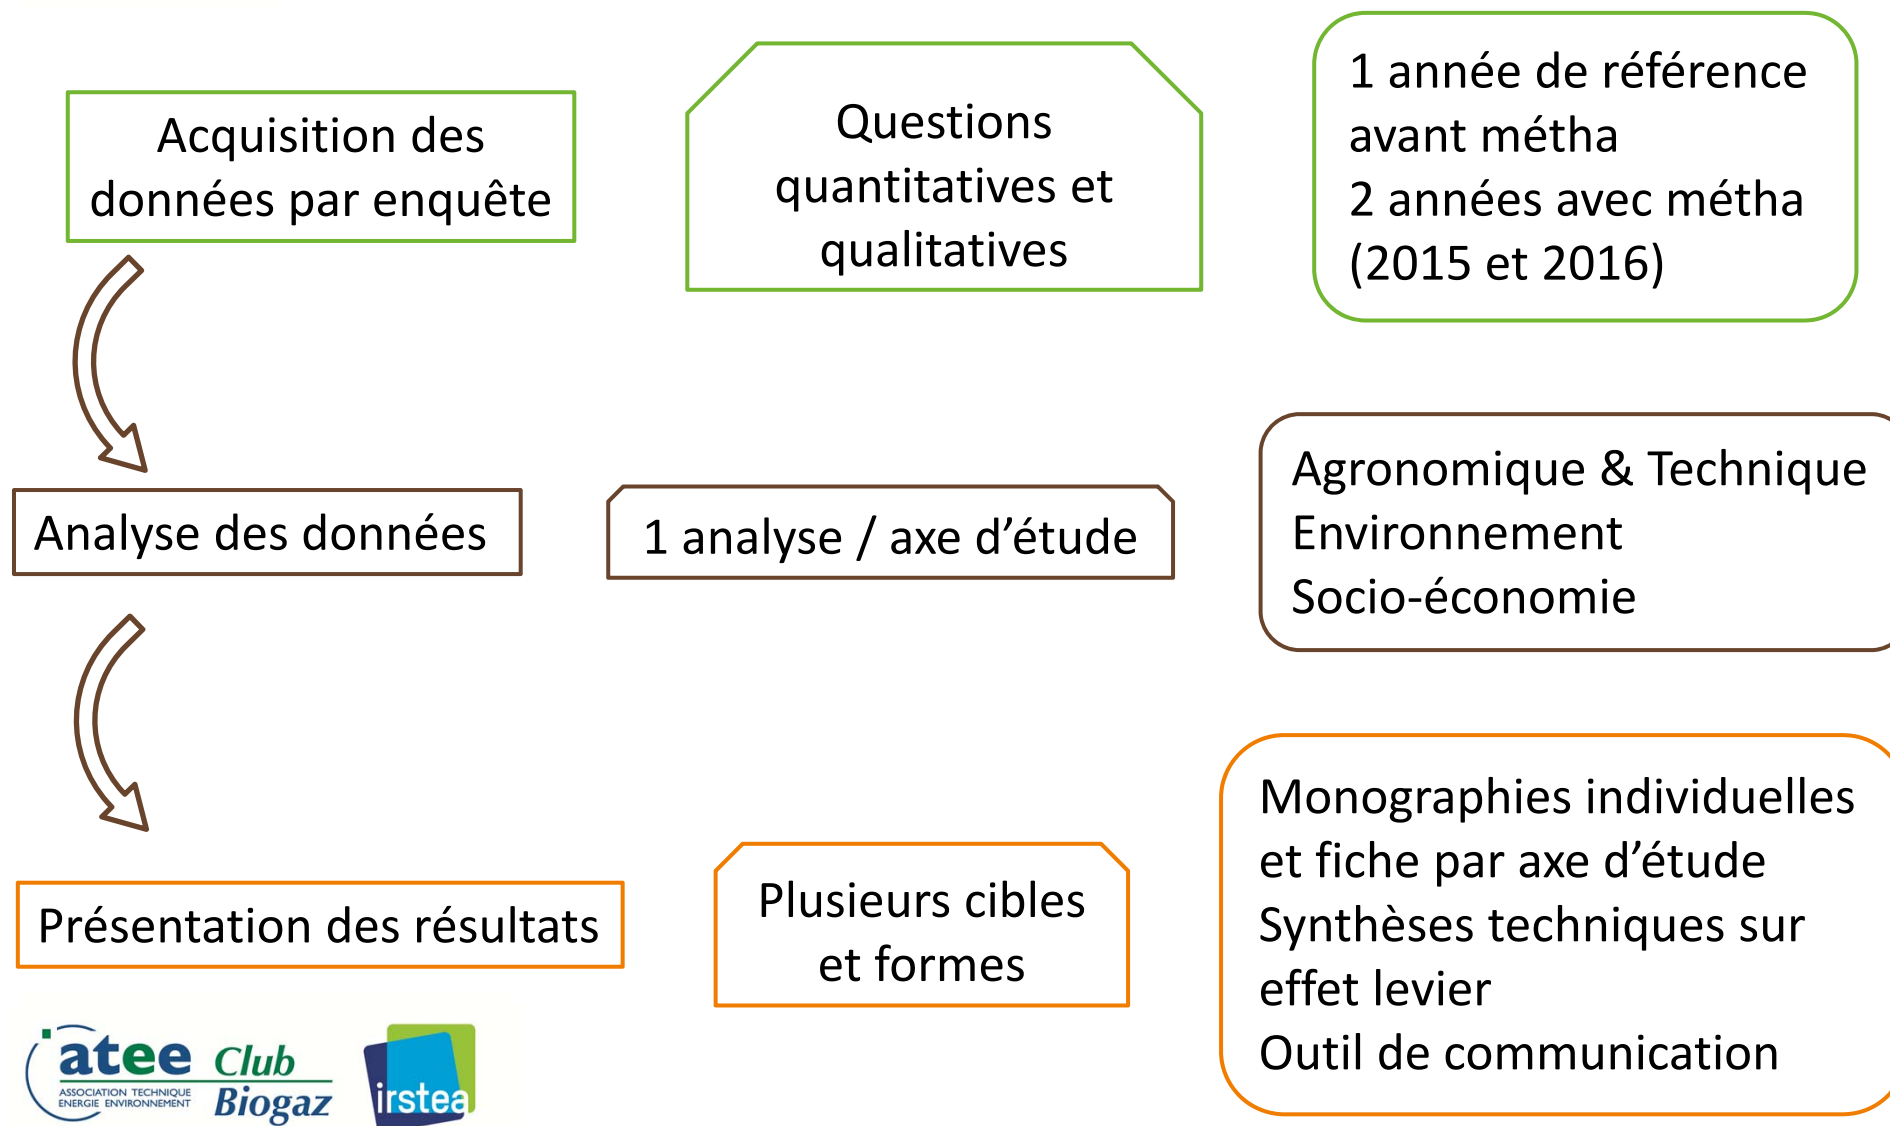 Acquisition des
données par enquête
Questions
quantitatives et
qualitatives
1 année de référence
avant métha
2 années avec métha
(2015 et 2016)
Analyse des données
1 analyse / axe d’étude
Agronomique & Technique
Environnement
Socio-économie
Présentation des résultats
Plusieurs cibles
et formes
Monographies individuelles
et fiche par axe d’étude
Synthèses techniques sur
effet levier
Outil de communication
atee
ASSOCIATION TECHNIQUE
ENERGIE ENVIRONNEMENT
Club
Biogaz
irstea